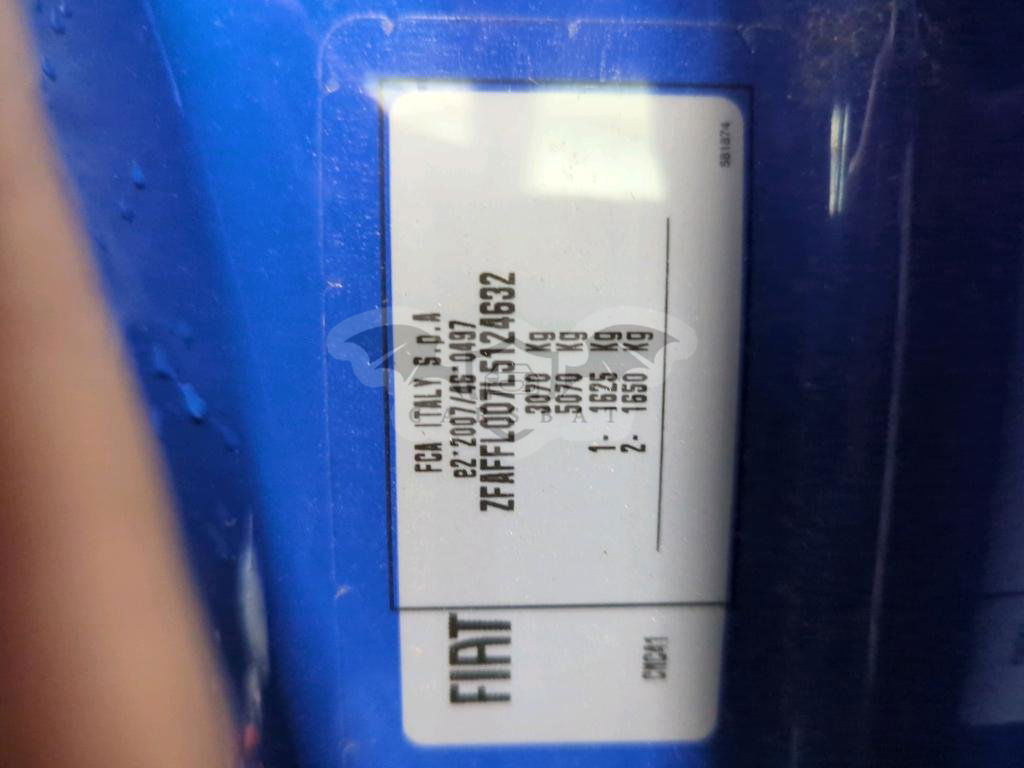 FCA ITALY S.p.A
e2*2007/46*0497
ZFAFFL007L5124632
3070 Kg
5070 Kg
1- 1625 Kg
2- 1650 Kg
581874
FIAT
CMCA1